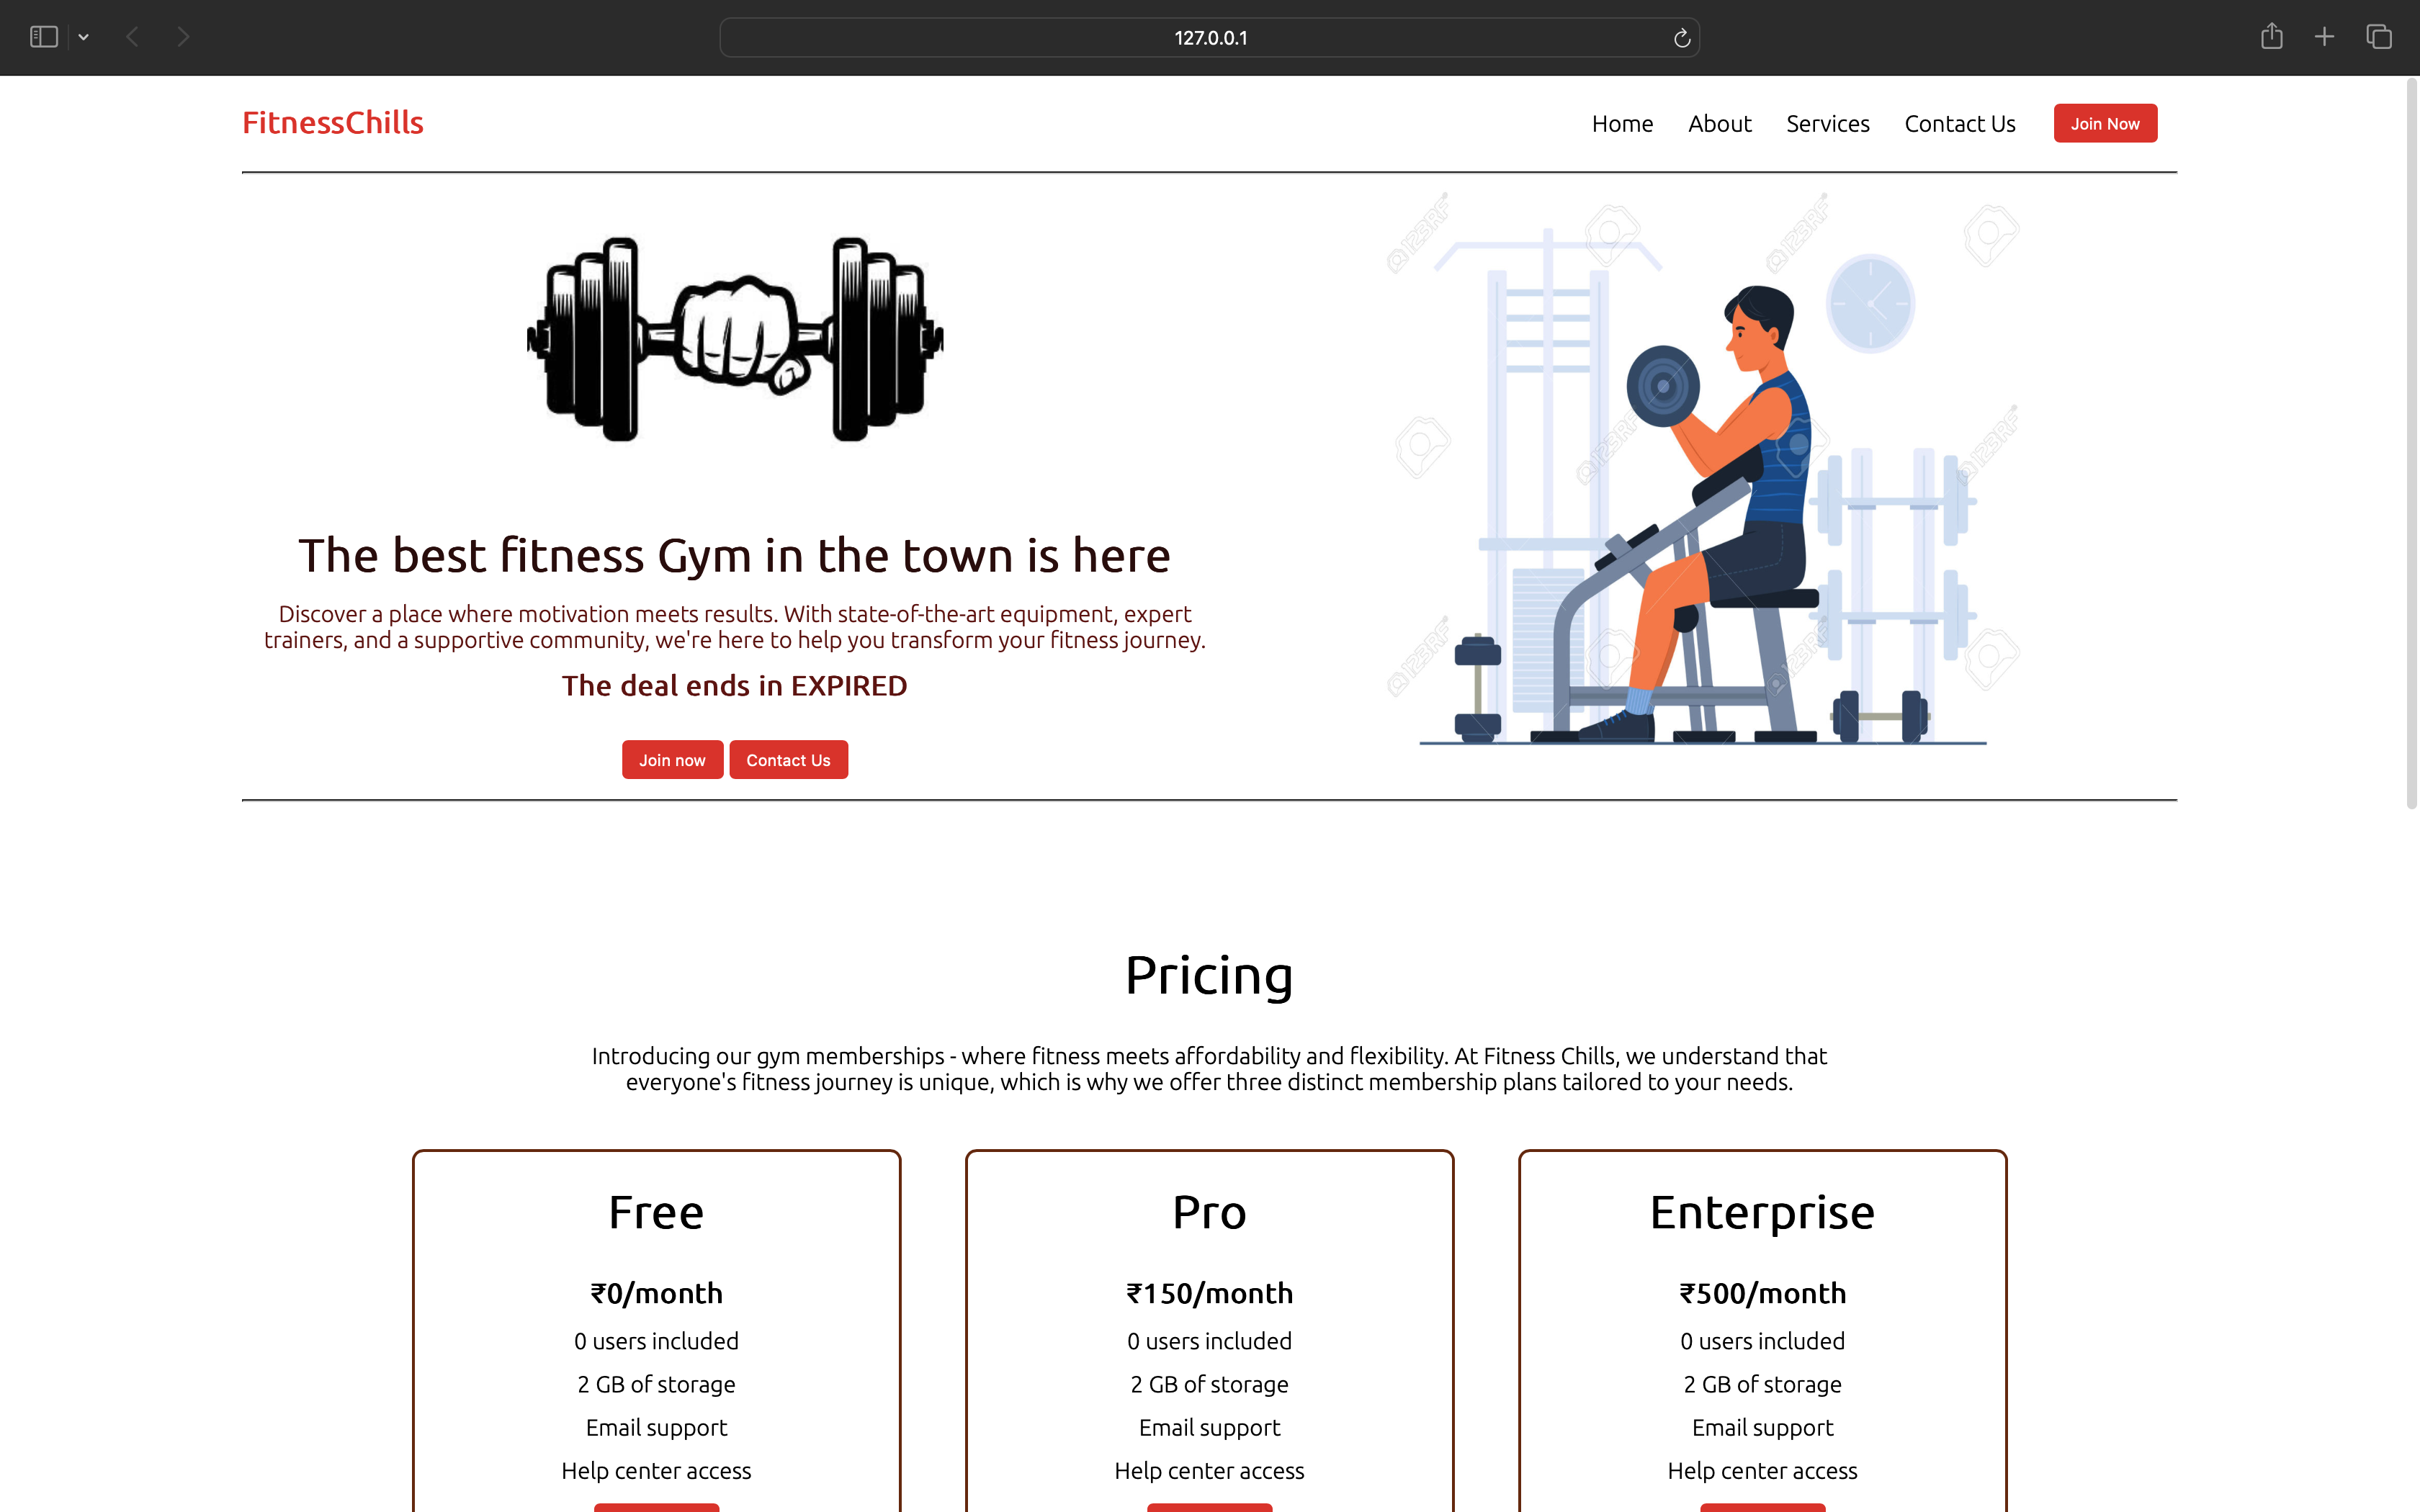 127.0.0.1
FitnessChills
Home About Services Contact Us Join Now
The best fitness Gym in the town is here
Discover a place where motivation meets results. With state-of-the-art equipment, expert
trainers, and a supportive community, we're here to help you transform your fitness journey.
The deal ends in EXPIRED
Join now Contact Us
123RF
123RF
123RF
123RF
123RF
123RF
Pricing
Introducing our gym memberships - where fitness meets affordability and flexibility. At Fitness Chills, we understand that
everyone's fitness journey is unique, which is why we offer three distinct membership plans tailored to your needs.
Free
₹0/month
0 users included
2 GB of storage
Email support
Help center access
Pro
₹150/month
0 users included
2 GB of storage
Email support
Help center access
Enterprise
₹500/month
0 users included
2 GB of storage
Email support
Help center access